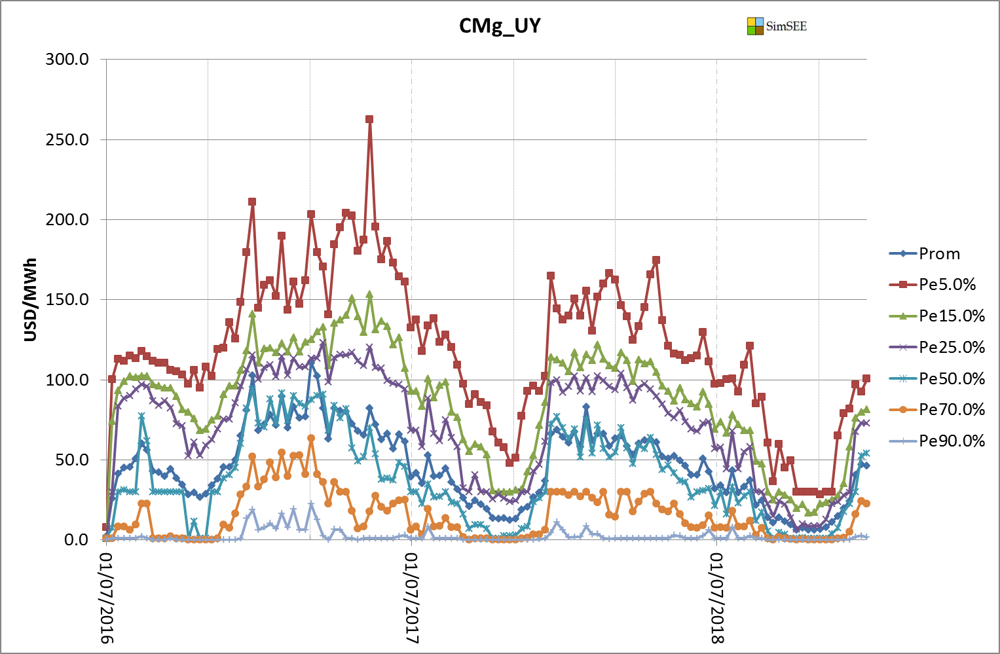 CMg_UY
SimSEE
300.0
250.0
200.0
150.0
100.0
50.0
0.0
USD/MWh
01/07/2016
01/07/2017
01/07/2018
Prom
Pe5.0%
Pe15.0%
Pe25.0%
Pe50.0%
Pe70.0%
Pe90.0%